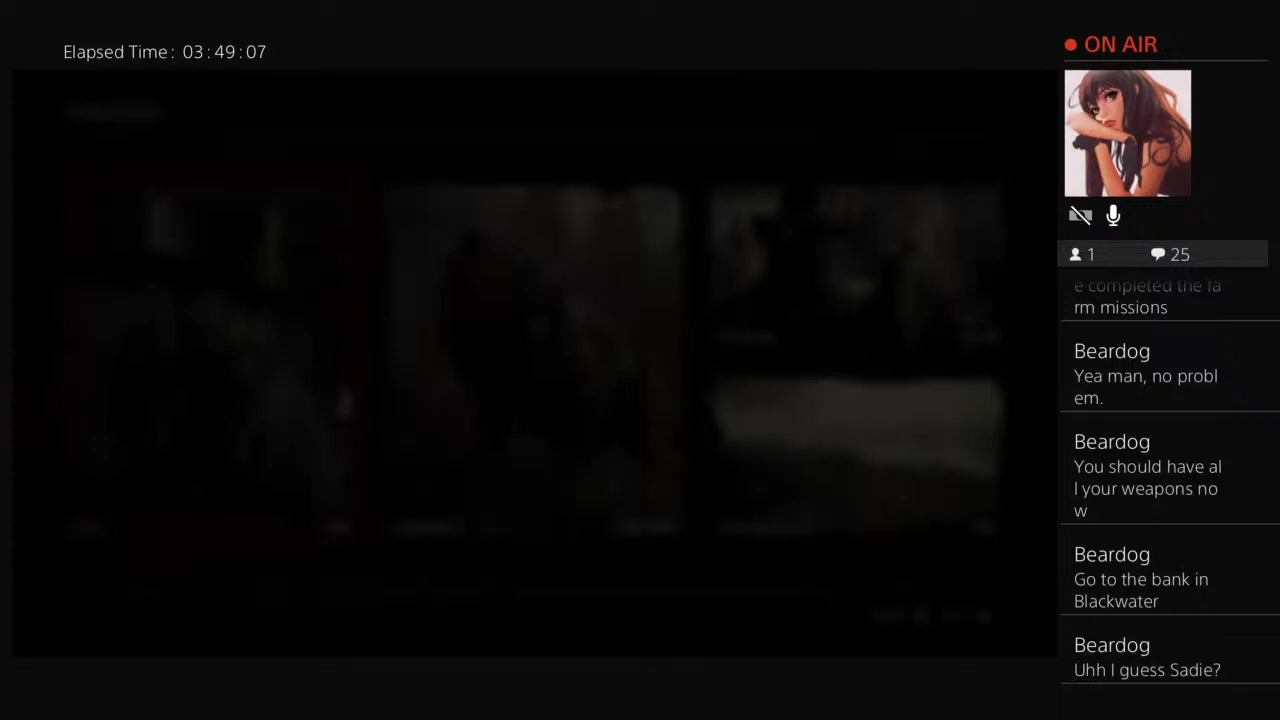 Elapsed Time: 03:49:07
ON AIR
1 25
e completed the fa
rm missions
Beardog
Yea man, no probl
em.
Beardog
You should have al
l your weapons no
w
Beardog
Go to the bank in
Blackwater
Beardog
Uhh I guess Sadie?